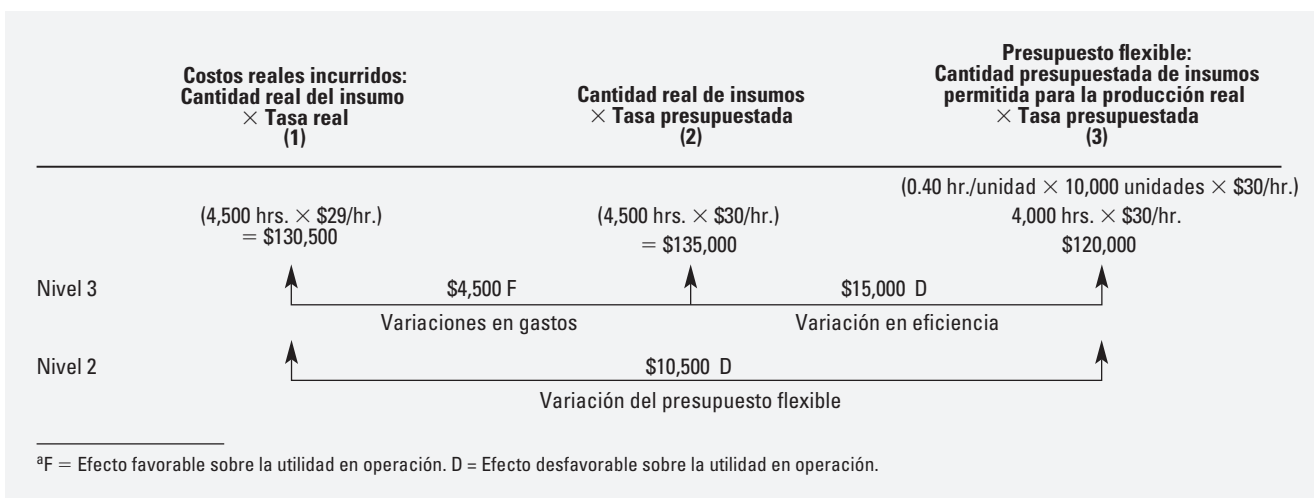 Costos reales incurridos:
Cantidad real del insumo
× Tasa real
(1)
Cantidad real de insumos
× Tasa presupuestada
(2)
Presupuesto flexible:
Cantidad presupuestada de insumos
permitida para la producción real
× Tasa presupuestada
(3)
(4,500 hrs. × $29/hr.)
= $130,500
(4,500 hrs. × $30/hr.)
= $135,000
(0.40 hr./unidad × 10,000 unidades × $30/hr.)
4,000 hrs. × $30/hr.
$120,000
Nivel 3
$4,500 F
$15,000 D
Variaciones en gastos
Variación en eficiencia
Nivel 2
$10,500 D
Variación del presupuesto flexible
ªF = Efecto favorable sobre la utilidad en operación. D = Efecto desfavorable sobre la utilidad en operación.